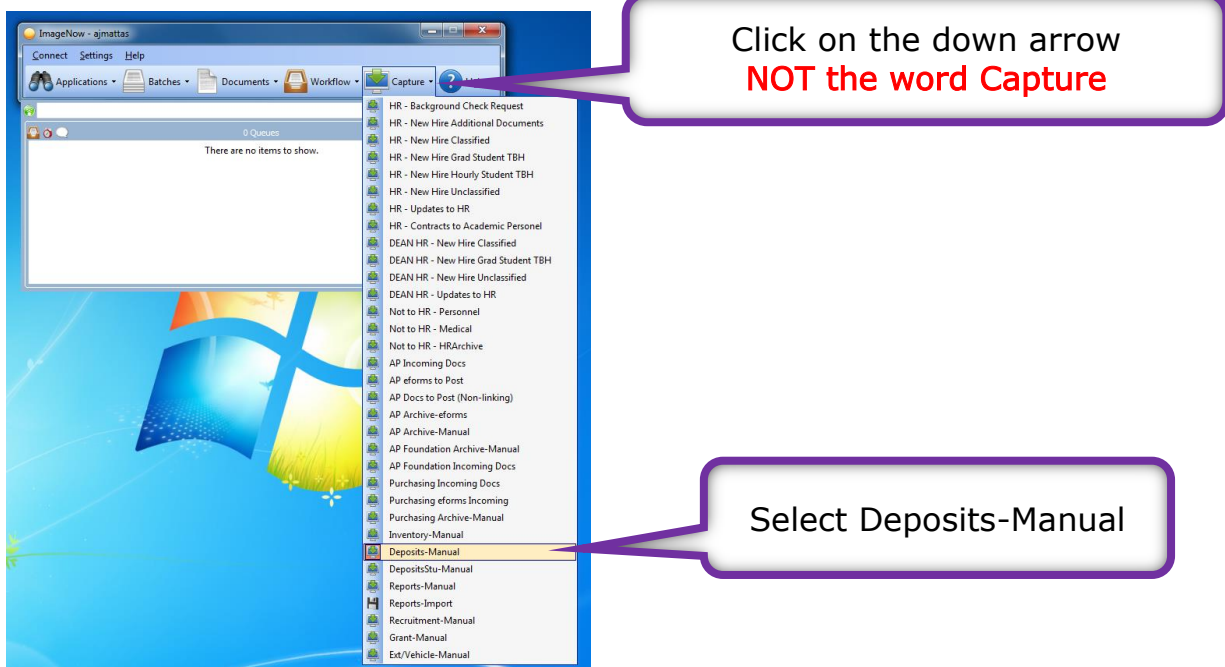 ImageNow - ajmattas
Connect Settings Help
Applications Batches Documents Workflow Capture
Click on the down arrow
NOT the word Capture
0 Queues
There are no items to show.
HR - Background Check Request
HR - New Hire Additional Documents
HR - New Hire Classified
HR - New Hire Grad Student TBH
HR - New Hire Hourly Student TBH
HR - New Hire Unclassified
HR - Updates to HR
HR - Contracts to Academic Personel
DEAN HR - New Hire Classified
DEAN HR - New Hire Grad Student TBH
DEAN HR - New Hire Unclassified
DEAN HR - Updates to HR
Not to HR - Personnel
Not to HR - Medical
Not to HR - HRArchive
AP Incoming Docs
AP eforms to Post
AP Docs to Post (Non-linking)
AP Archive-eforms
AP Archive-Manual
AP Foundation Archive-Manual
AP Foundation Incoming Docs
Purchasing Incoming Docs
Purchasing eforms Incoming
Purchasing Archive-Manual
Inventory-Manual
Deposits-Manual
DepositsStu-Manual
Reports-Manual
Reports-Import
Recruitment-Manual
Grant-Manual
Ext/Vehicle-Manual
Select Deposits-Manual